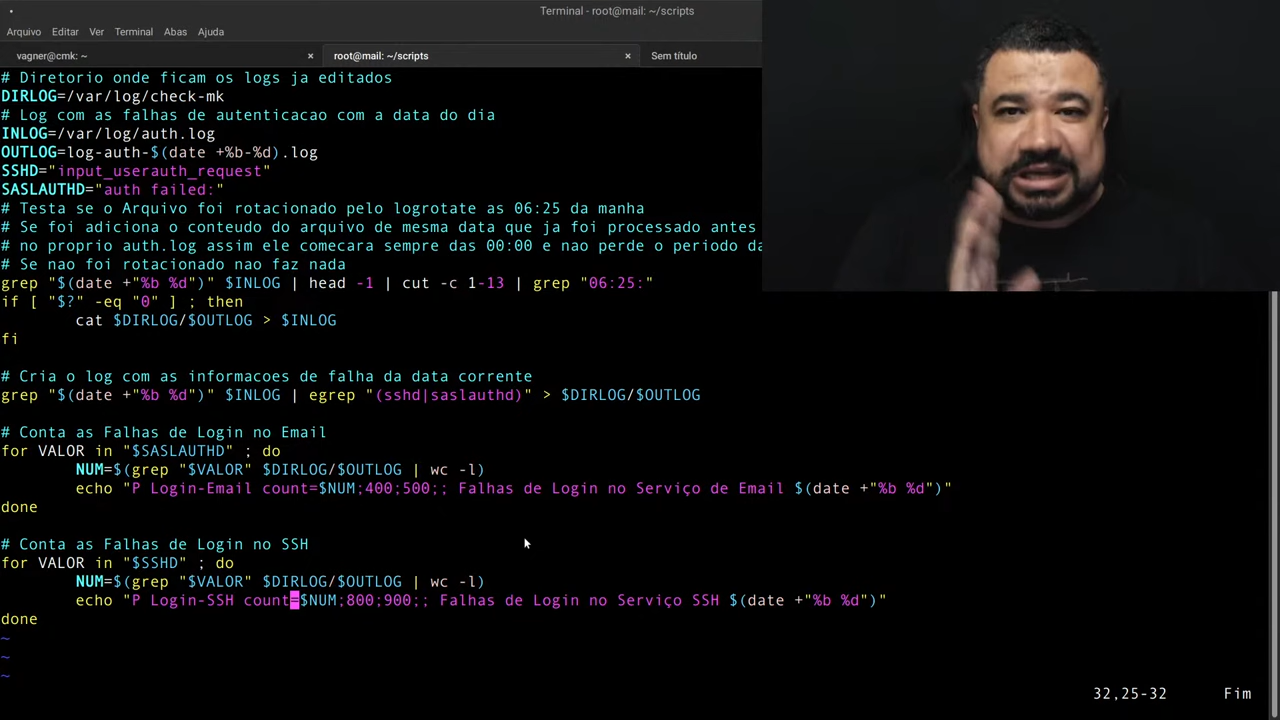 Terminal - root@mail: ~/scripts
Arquivo Editar Ver Terminal Abas Ajuda
vagner@cmk: ~ × root@mail: ~/scripts × Sem título
# Diretorio onde ficam os logs ja editados
DIRLOG=/var/log/check-mk
# Log com as falhas de autenticacao com a data do dia
INLOG=/var/log/auth.log
OUTLOG=log-auth-$(date +%b-%d).log
SSHD="input_userauth_request"
SASLAUTHD="auth failed:"
# Testa se o Arquivo foi rotacionado pelo logrotate as 06:25 da manha
# Se foi adiciona o conteudo do arquivo de mesma data que ja foi processado antes
# no proprio auth.log assim ele comecara sempre das 00:00 e nao perde o periodo da
# Se nao foi rotacionado nao faz nada
grep "$(date +"%b %d")" $INLOG | head -1 | cut -c 1-13 | grep "06:25:"
if [ "$?" -eq "0" ] ; then
        cat $DIRLOG/$OUTLOG > $INLOG
fi
# Cria o log com as informacoes de falha da data corrente
grep "$(date +"%b %d")" $INLOG | egrep "(sshd|saslauthd)" > $DIRLOG/$OUTLOG
# Conta as Falhas de Login no Email
for VALOR in "$SASLAUTHD" ; do
        NUM=$(grep "$VALOR" $DIRLOG/$OUTLOG | wc -l)
        echo "P Login-Email count=$NUM;400;500;; Falhas de Login no Serviço de Email $(date +"%b %d")"
done
# Conta as Falhas de Login no SSH
for VALOR in "$SSHD" ; do
        NUM=$(grep "$VALOR" $DIRLOG/$OUTLOG | wc -l)
        echo "P Login-SSH count=$NUM;800;900;; Falhas de Login no Serviço SSH $(date +"%b %d")"
done
~
~
~
32,25-32 Fim